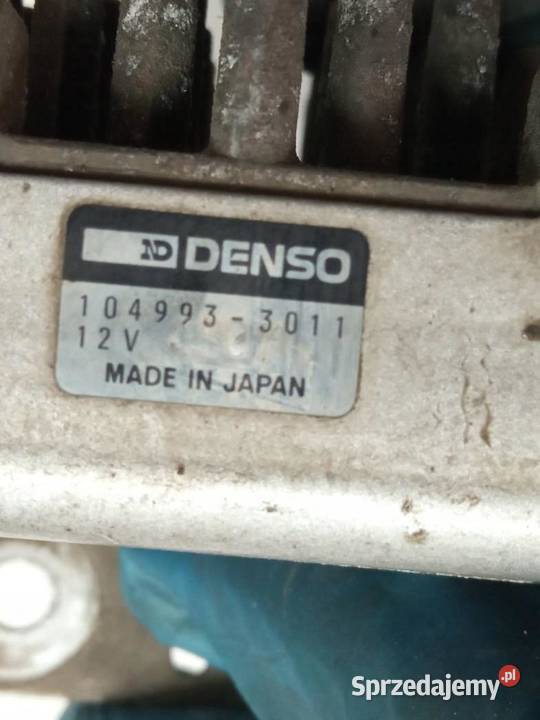 ND DENSO
104993-3011
12V
MADE IN JAPAN
Sprzedajemy.pl